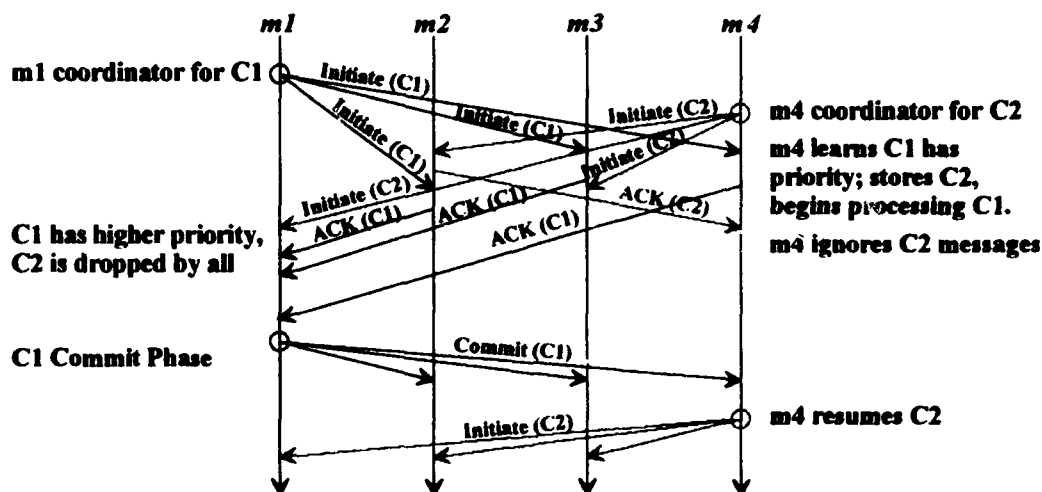 m1 m2 m3 m4
m1 coordinator for C1
Initiate (C1)
Initiate (C1)
Initiate (C1)
Initiate (C2)
Initiate (C2)
Initiate (C2)
m4 coordinator for C2
m4 learns C1 has
priority; stores C2,
begins processing C1.
m4 ignores C2 messages
ACK (C1)
ACK (C1)
ACK (C1)
ACK (C2)
C1 has higher priority,
C2 is dropped by all
C1 Commit Phase
Commit (C1)
m4 resumes C2
Initiate (C2)